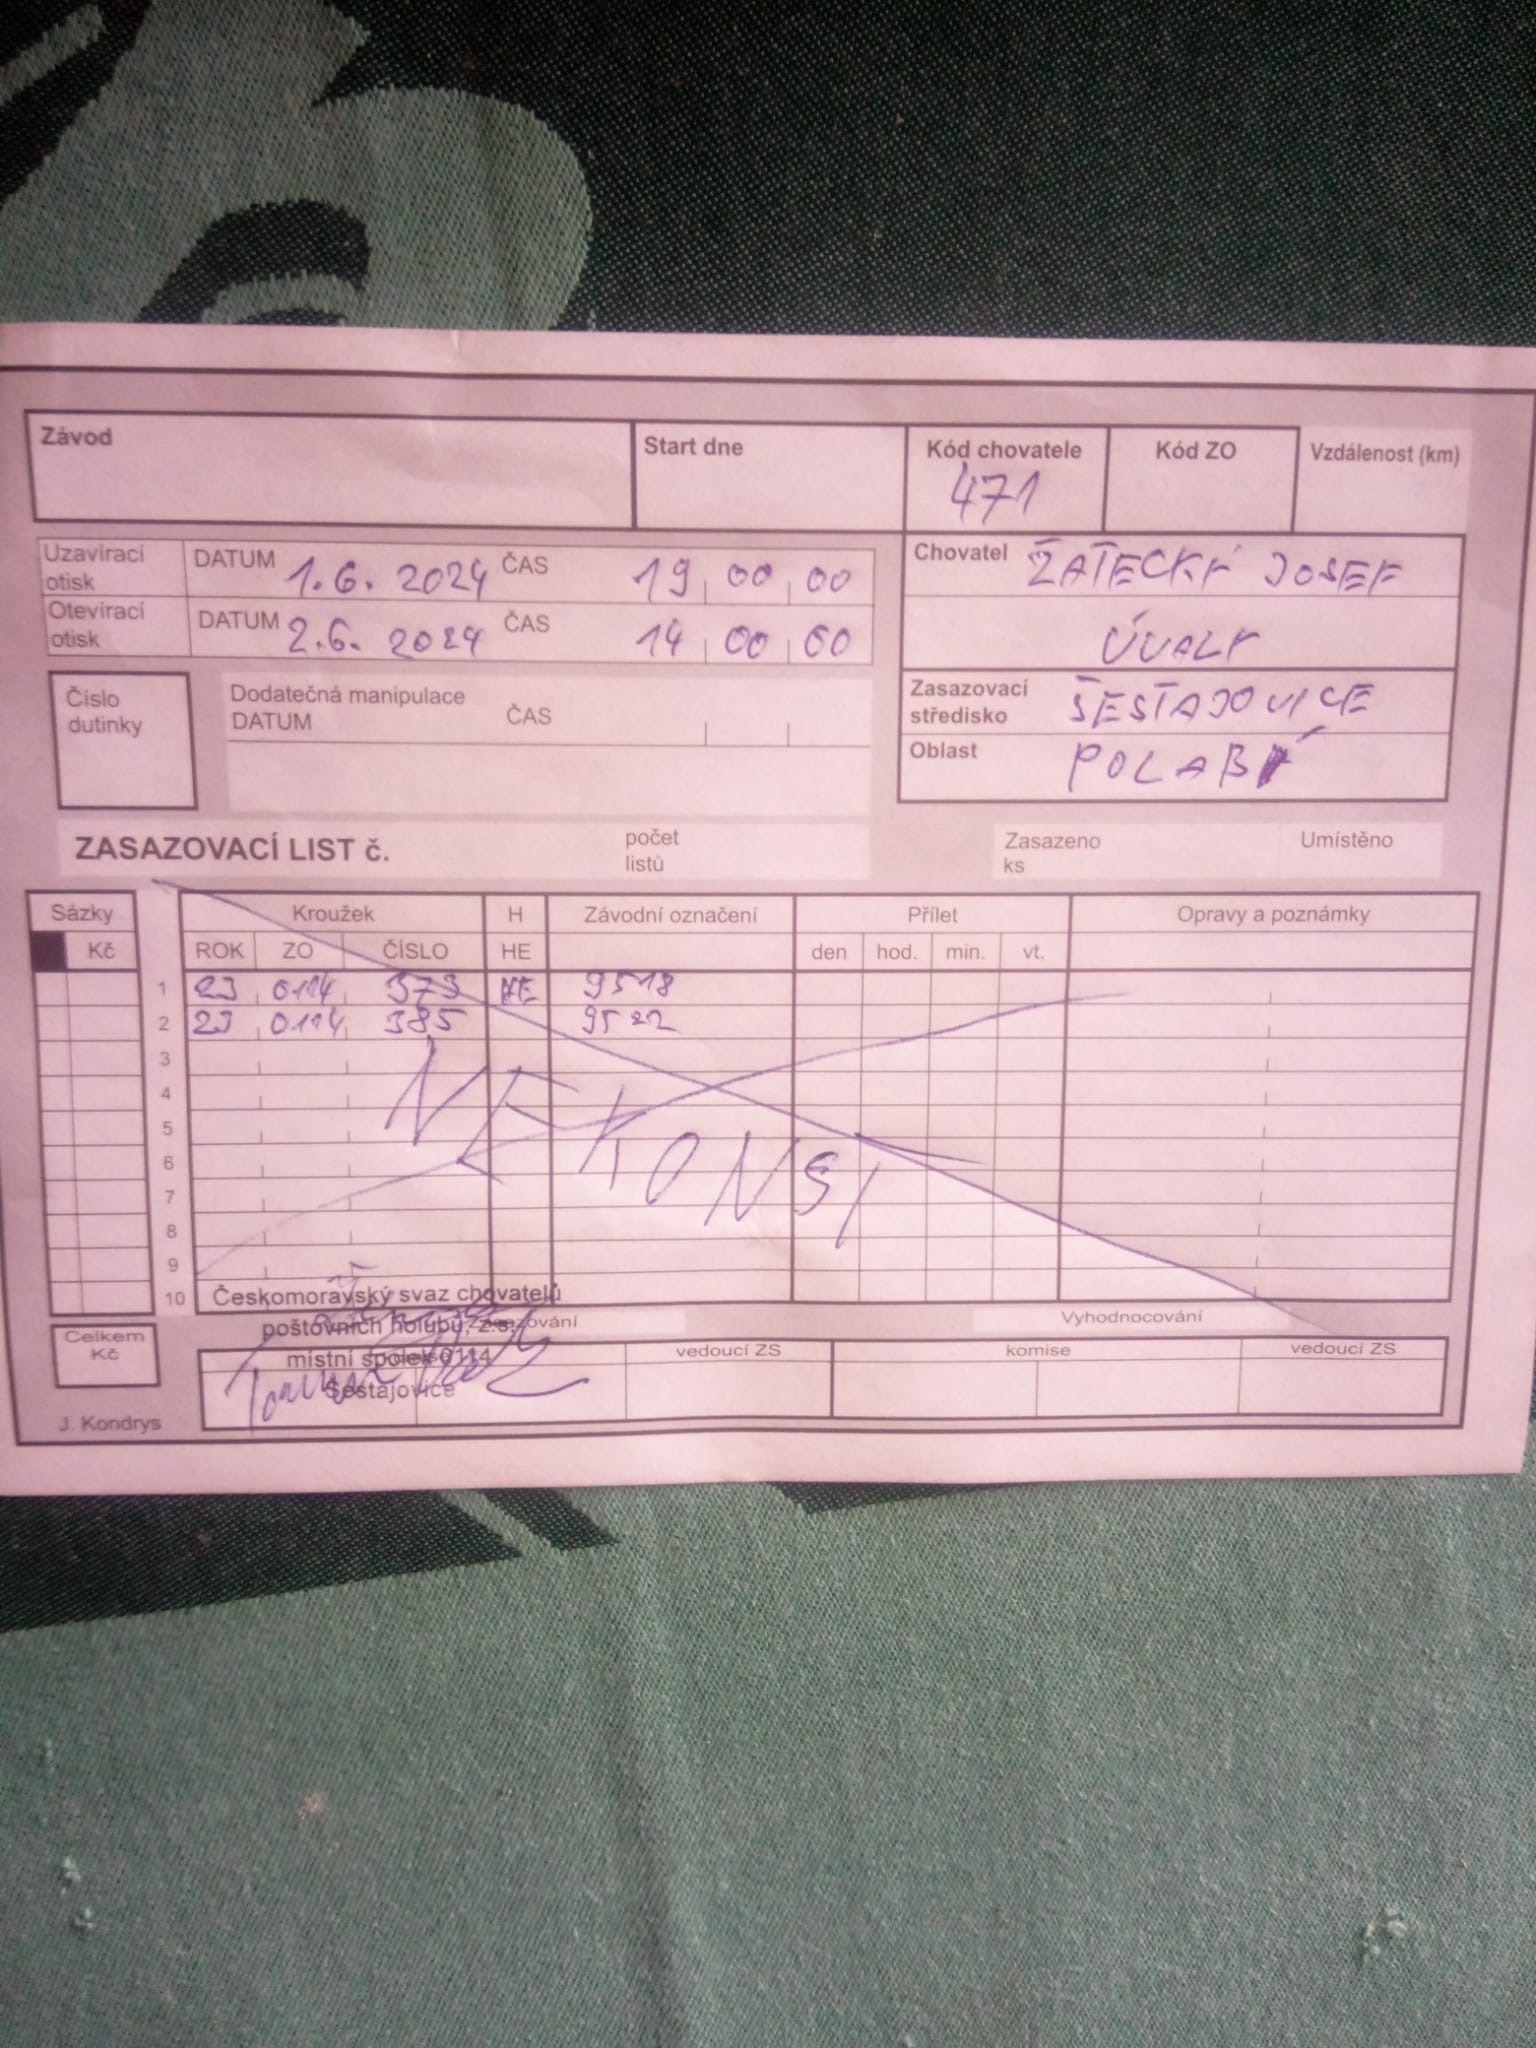 Závod
Start dne
Kód chovatele
Kód ZO
Vzdálenost (km)
471
Uzavírací otisk DATUM 1.6. 2024 ČAS 19 00 00
Otevírací otisk DATUM 2.6. 2024 ČAS 14 00 00
Chovatel ŽATECKÝ JOSEF
ÚVALY
Zasazovací středisko ŠESTAJOVICE
Oblast POLABÍ
Číslo dutinky
Dodatečná manipulace
DATUM ČAS
ZASAZOVACÍ LIST č. počet listů Zasazeno ks Umístěno
Sázky Kroužek H Závodní označení Přílet Opravy a poznámky
Kč ROK ZO ČÍSLO HE den hod. min. vt.
1 23 0114 373 HE 9518
2 23 0114 385 9522
3
4
5
6
7
8
9
10
NEKONSI
Českomoravský svaz chovatelů
poštovních holubů, z.s.
místní spolek 0114
Šestajovice
Vyhodnocování
Celkem Kč
vedoucí ZS komise vedoucí ZS
J. Kondrys